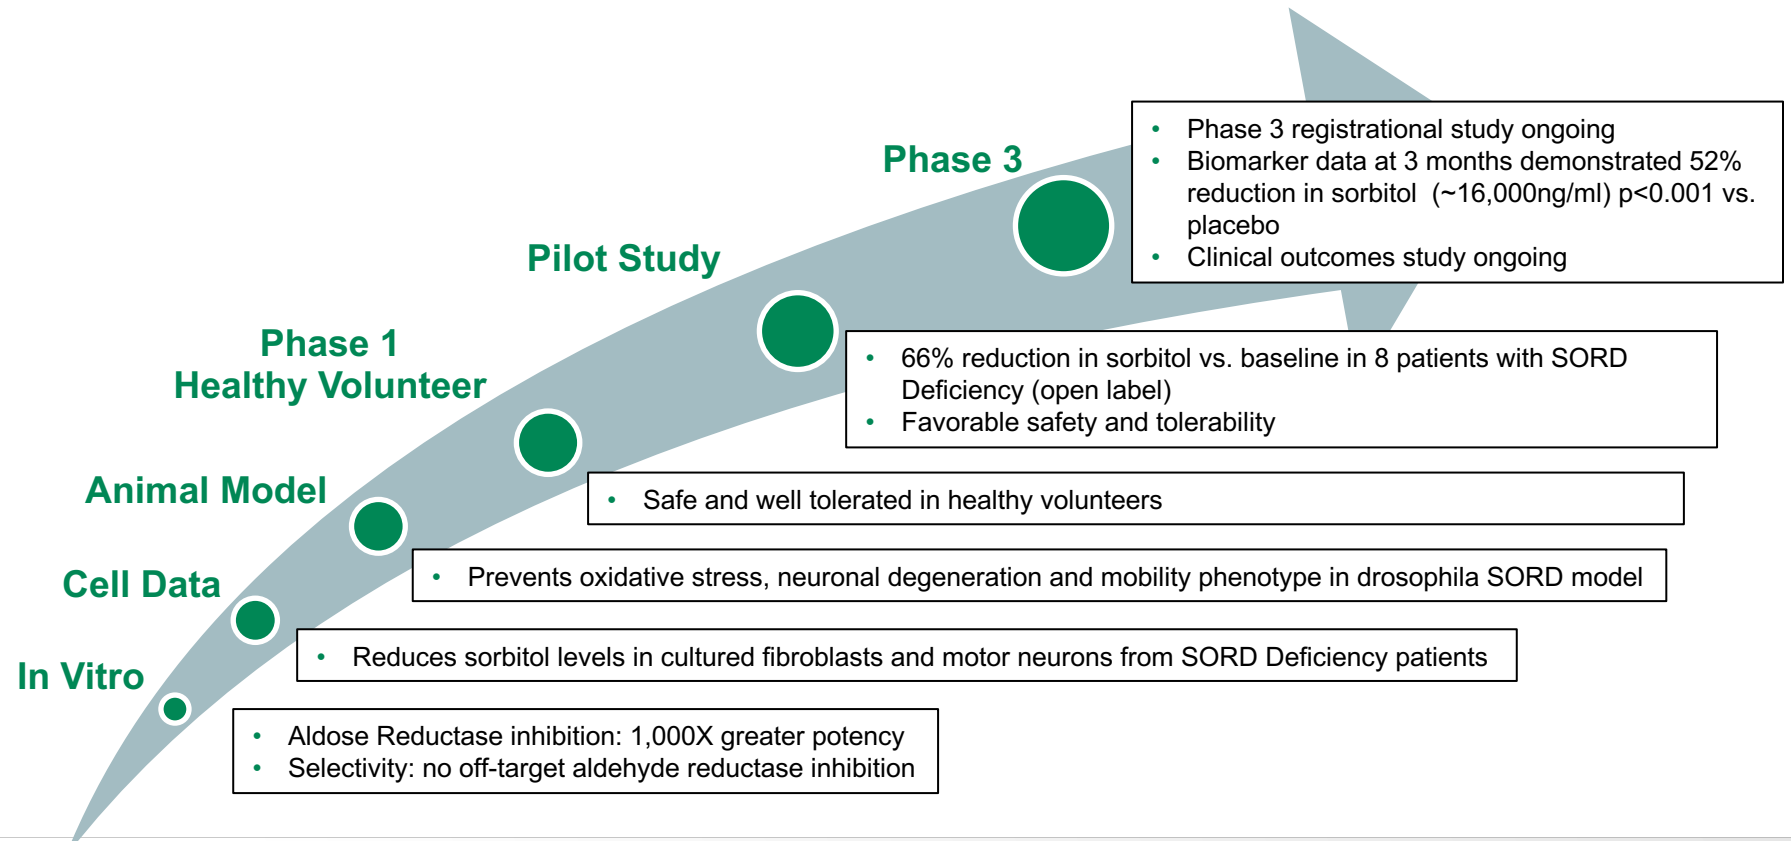 Phase 3
• Phase 3 registrational study ongoing
• Biomarker data at 3 months demonstrated 52%
reduction in sorbitol  (~16,000ng/ml) p<0.001 vs.
placebo
• Clinical outcomes study ongoing
Pilot Study
• 66% reduction in sorbitol vs. baseline in 8 patients with SORD
Deficiency (open label)
• Favorable safety and tolerability
Phase 1
Healthy Volunteer
• Safe and well tolerated in healthy volunteers
Animal Model
• Prevents oxidative stress, neuronal degeneration and mobility phenotype in drosophila SORD model
Cell Data
• Reduces sorbitol levels in cultured fibroblasts and motor neurons from SORD Deficiency patients
In Vitro
• Aldose Reductase inhibition: 1,000X greater potency
• Selectivity: no off-target aldehyde reductase inhibition